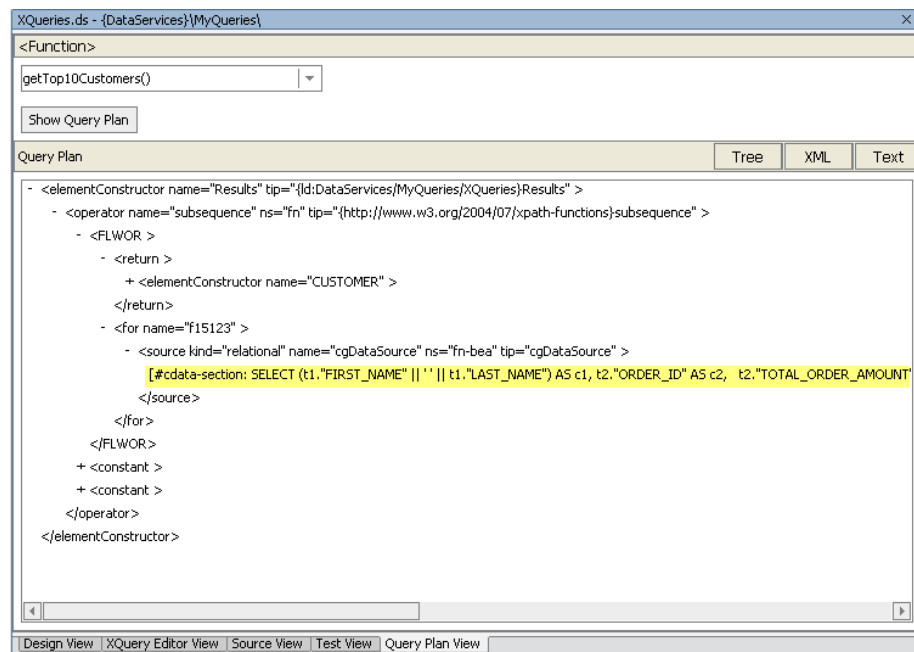 XQueries.ds - {DataServices}\MyQueries\
<Function>
getTop10Customers()
Show Query Plan
Query Plan Tree XML Text
- <elementConstructor name="Results" tip="{ld:DataServices/MyQueries/XQueries}Results" >
- <operator name="subsequence" ns="fn" tip="{http://www.w3.org/2004/07/xpath-functions}subsequence" >
- <FLWOR >
- <return >
+ <elementConstructor name="CUSTOMER" >
</return>
- <for name="f15123" >
- <source kind="relational" name="cgDataSource" ns="fn-bea" tip="cgDataSource" >
[#cdata-section: SELECT (t1."FIRST_NAME" || ' ' || t1."LAST_NAME") AS c1, t2."ORDER_ID" AS c2, t2."TOTAL_ORDER_AMOUNT"
</source>
</for>
</FLWOR>
+ <constant >
+ <constant >
</operator>
</elementConstructor>
Design View XQuery Editor View Source View Test View Query Plan View